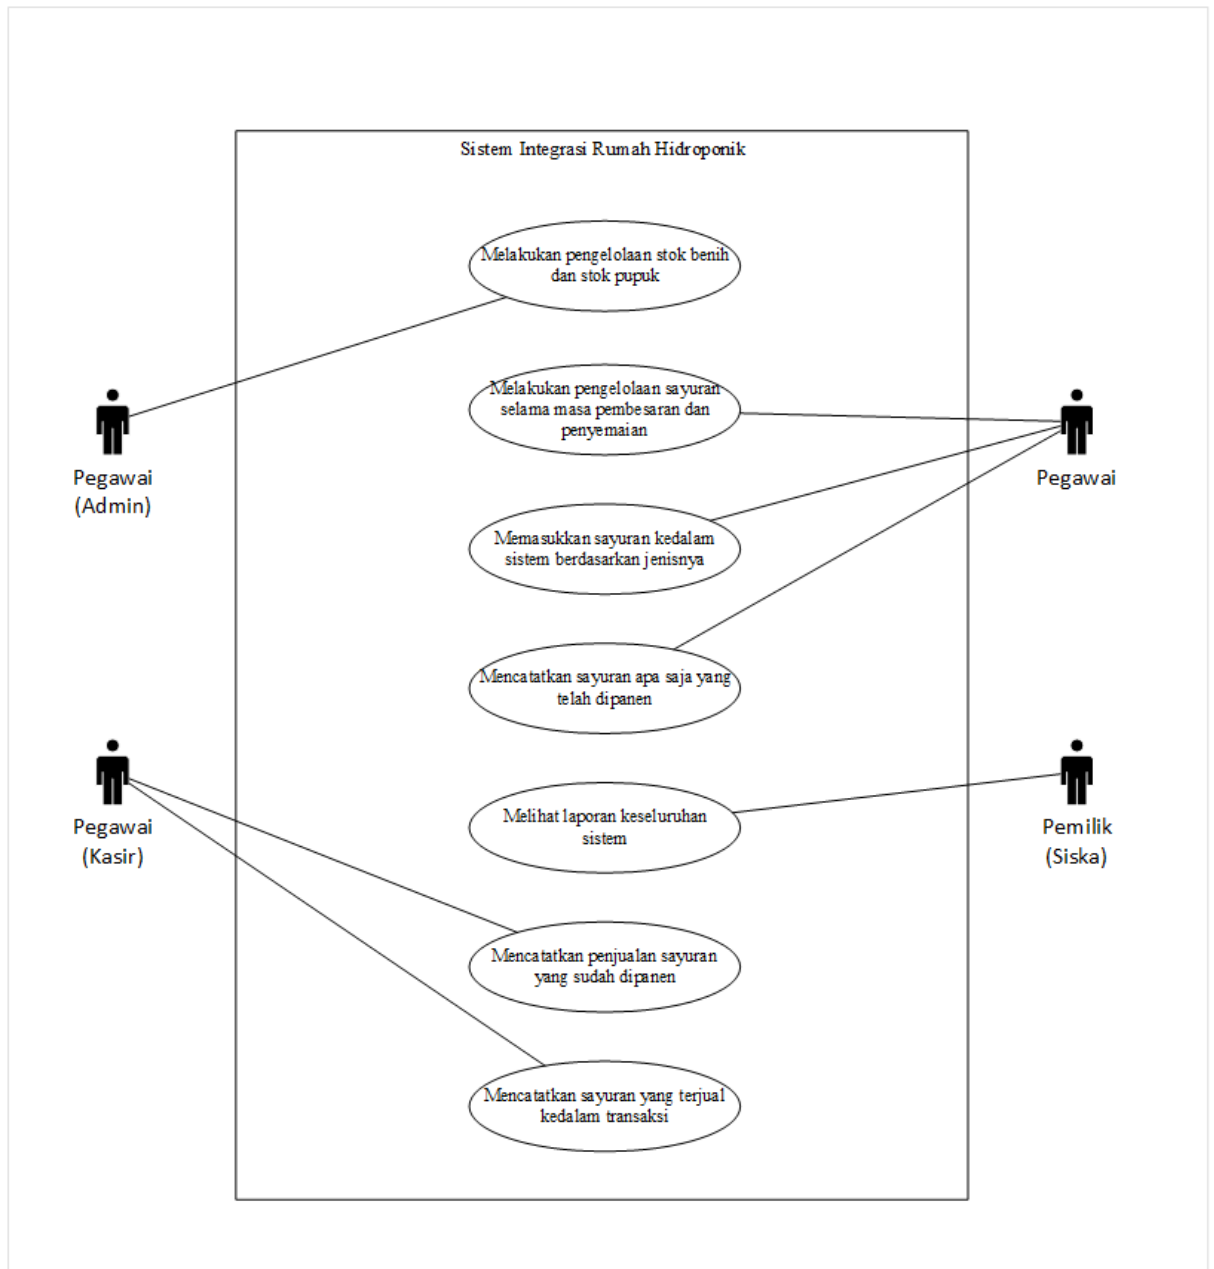 Sistem Integrasi Rumah Hidroponik
Melakukan pengelolaan stok benih
dan stok pupuk
Melakukan pengelolaan sayuran
selama masa pembesaran dan
penyemaian
Pegawai
(Admin)
Pegawai
Memasukkan sayuran kedalam
sistem berdasarkan jenisnya
Mencatatkan sayuran apa saja yang
telah dipanen
Melihat laporan keseluruhan
sistem
Pegawai
(Kasir)
Pemilik
(Siska)
Mencatatkan penjualan sayuran
yang sudah dipanen
Mencatatkan sayuran yang terjual
kedalam transaksi